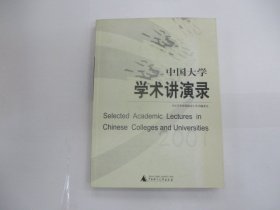 中国大学
学术讲演录
Selected Academic Lectures in
Chinese Colleges and Universities
2001